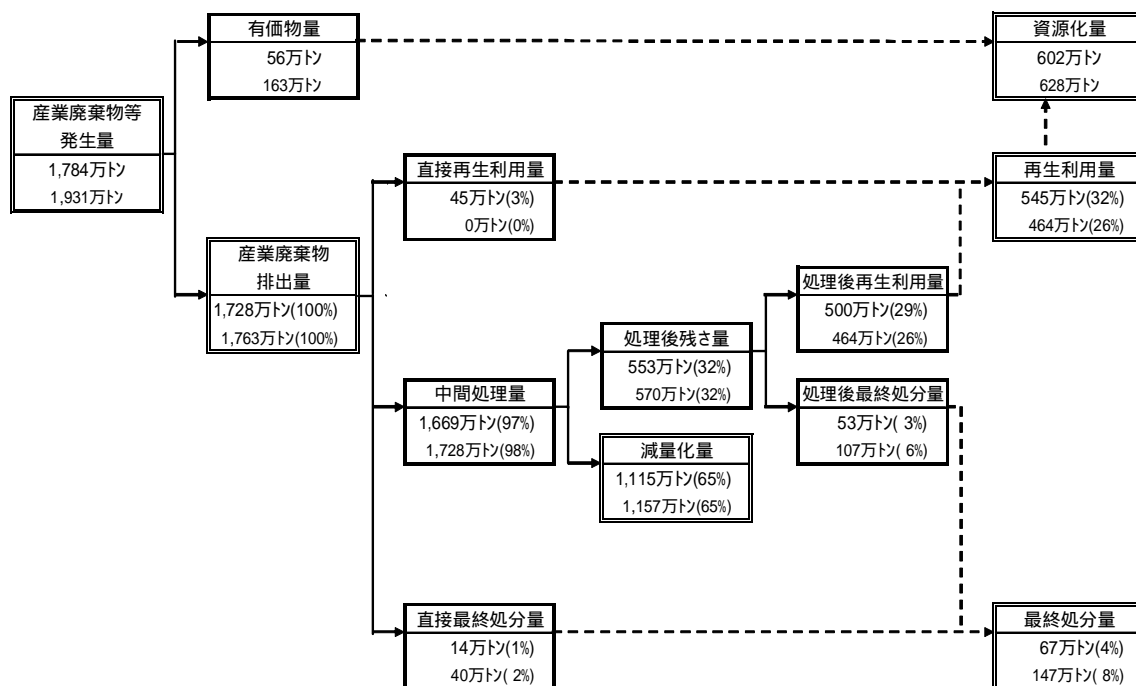 有価物量
56万トン
163万トン
資源化量
602万トン
628万トン
産業廃棄物等
発生量
1,784万トン
1,931万トン
直接再生利用量
45万トン(3%)
0万トン(0%)
再生利用量
545万トン(32%)
464万トン(26%)
産業廃棄物
排出量
1,728万トン(100%)
1,763万トン(100%)
処理後再生利用量
500万トン(29%)
464万トン(26%)
処理後残さ量
553万トン(32%)
570万トン(32%)
中間処理量
1,669万トン(97%)
1,728万トン(98%)
処理後最終処分量
53万トン( 3%)
107万トン( 6%)
減量化量
1,115万トン(65%)
1,157万トン(65%)
直接最終処分量
14万トン(1%)
40万トン( 2%)
最終処分量
67万トン(4%)
147万トン( 8%)